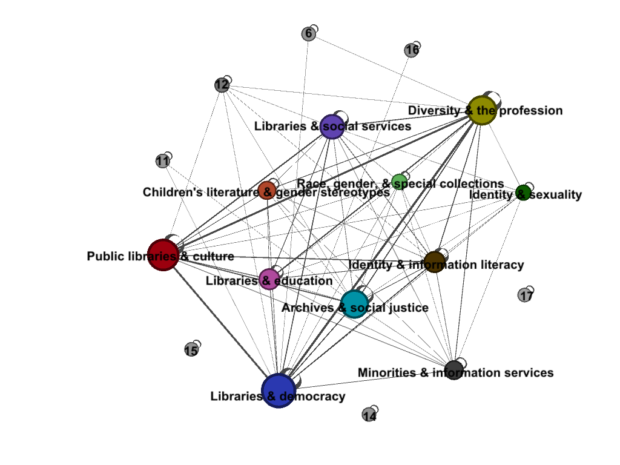 6
16
12
Diversity & the profession
Libraries & social services
11
Race, gender, & special collections
Children's literature & gender stereotypes
Identity & sexuality
Public libraries & culture
Identity & information literacy
Libraries & education
17
Archives & social justice
15
Minorities & information services
Libraries & democracy
14